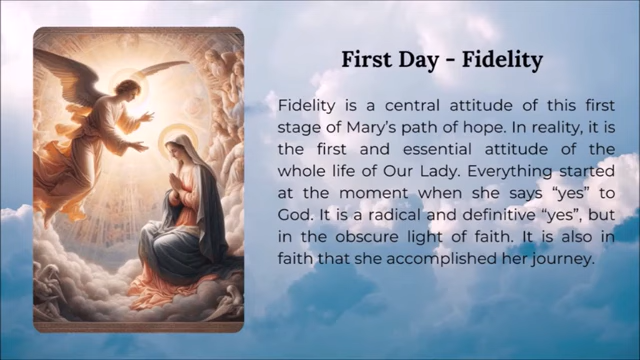 First Day - Fidelity
Fidelity is a central attitude of this first
stage of Mary's path of hope. In reality, it is
the first and essential attitude of the
whole life of Our Lady. Everything started
at the moment when she says “yes” to
God. It is a radical and definitive “yes”, but
in the obscure light of faith. It is also in
faith that she accomplished her journey.